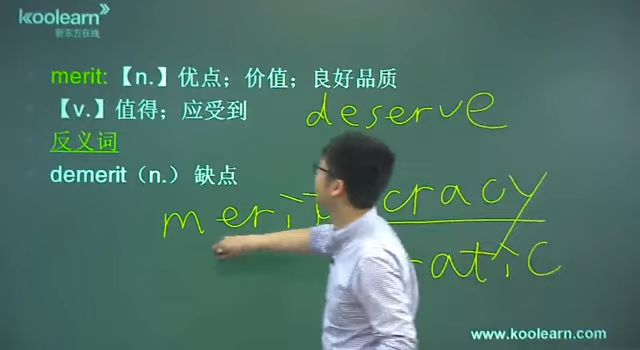 koolearn
新东方在线
merit:【n.】优点；价值；良好品质
【v.】值得；应受到
deserve
反义词
demerit（n.）缺点
cracy
merit
atic
www.koolearn.com